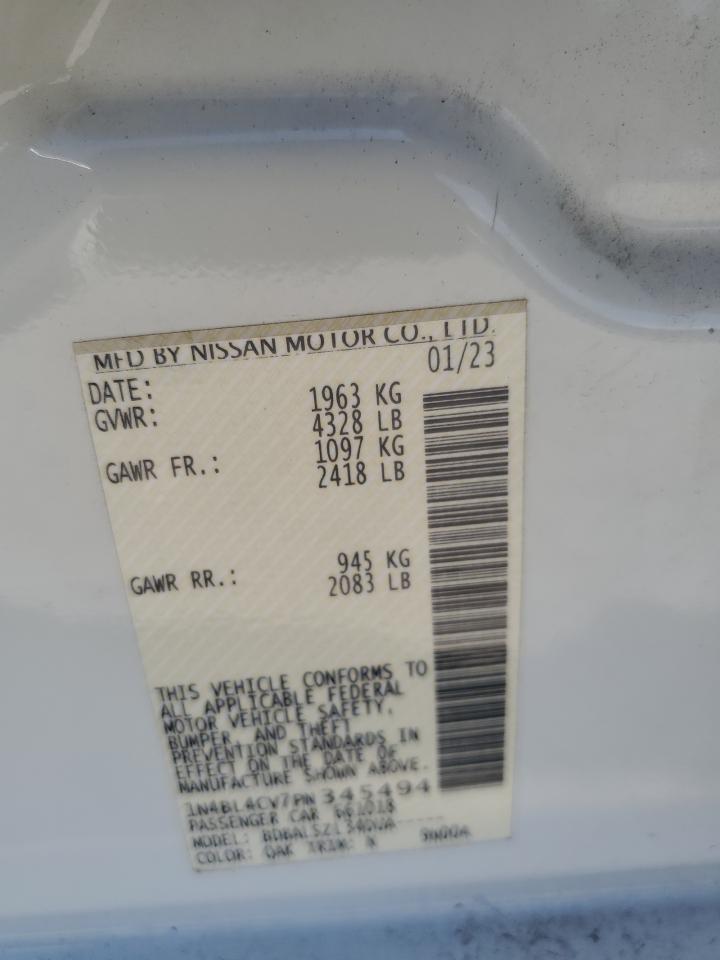 MFD BY NISSAN MOTOR CO., LTD.
DATE: 01/23
GVWR: 1963 KG
4328 LB
GAWR FR.: 1097 KG
2418 LB
GAWR RR.: 945 KG
2083 LB
THIS VEHICLE CONFORMS TO
ALL APPLICABLE FEDERAL
MOTOR VEHICLE SAFETY,
BUMPER, AND THEFT
PREVENTION STANDARDS IN
EFFECT ON THE DATE OF
MANUFACTURE SHOWN ABOVE.
1N4BL4CV7PN345494
PASSENGER CAR
MODEL:
COLOR: QAK TRIM: K